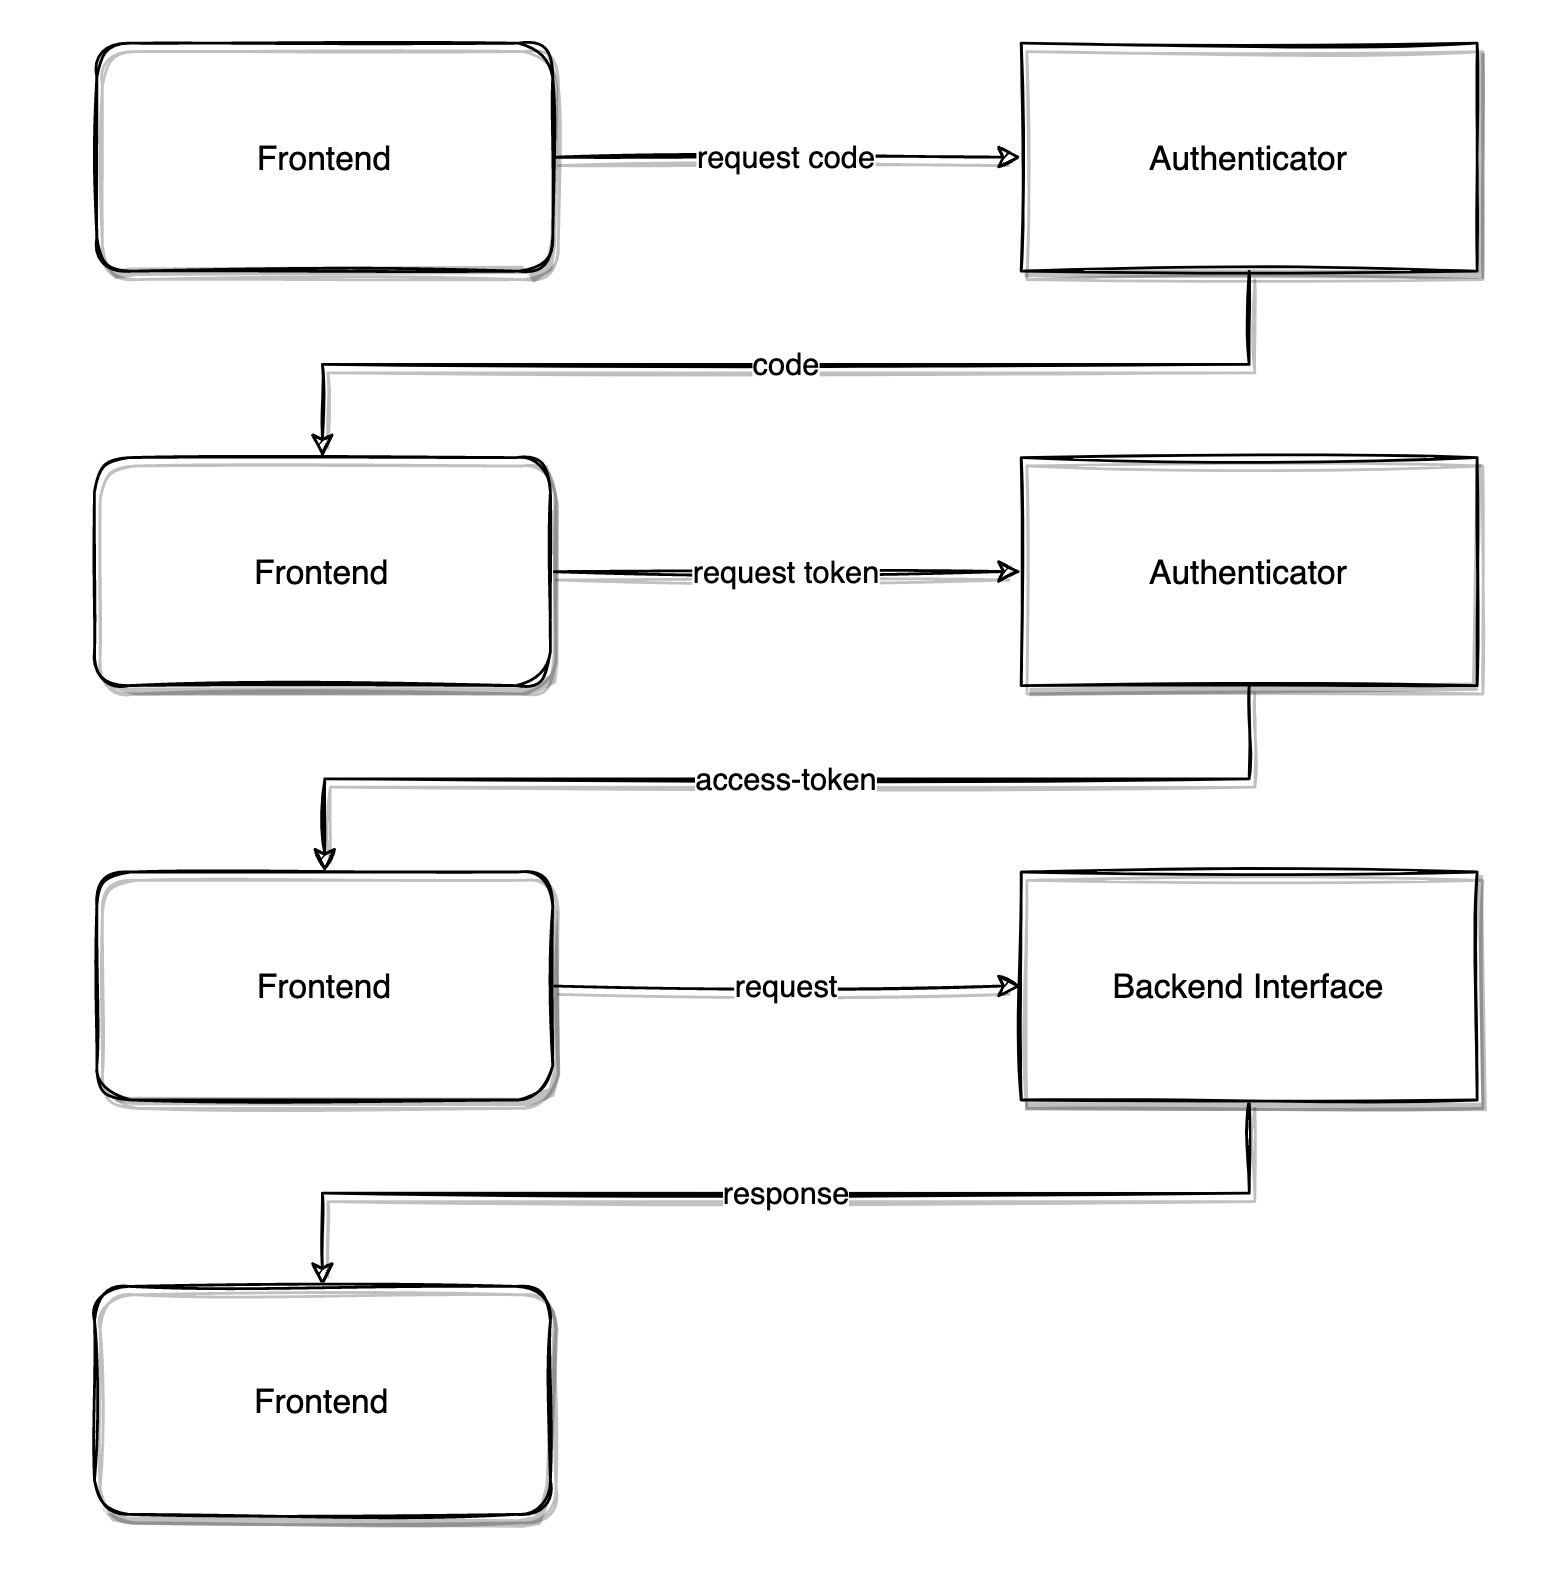 Frontend
request code
Authenticator
code
Frontend
request token
Authenticator
access-token
Frontend
request
Backend Interface
response
Frontend